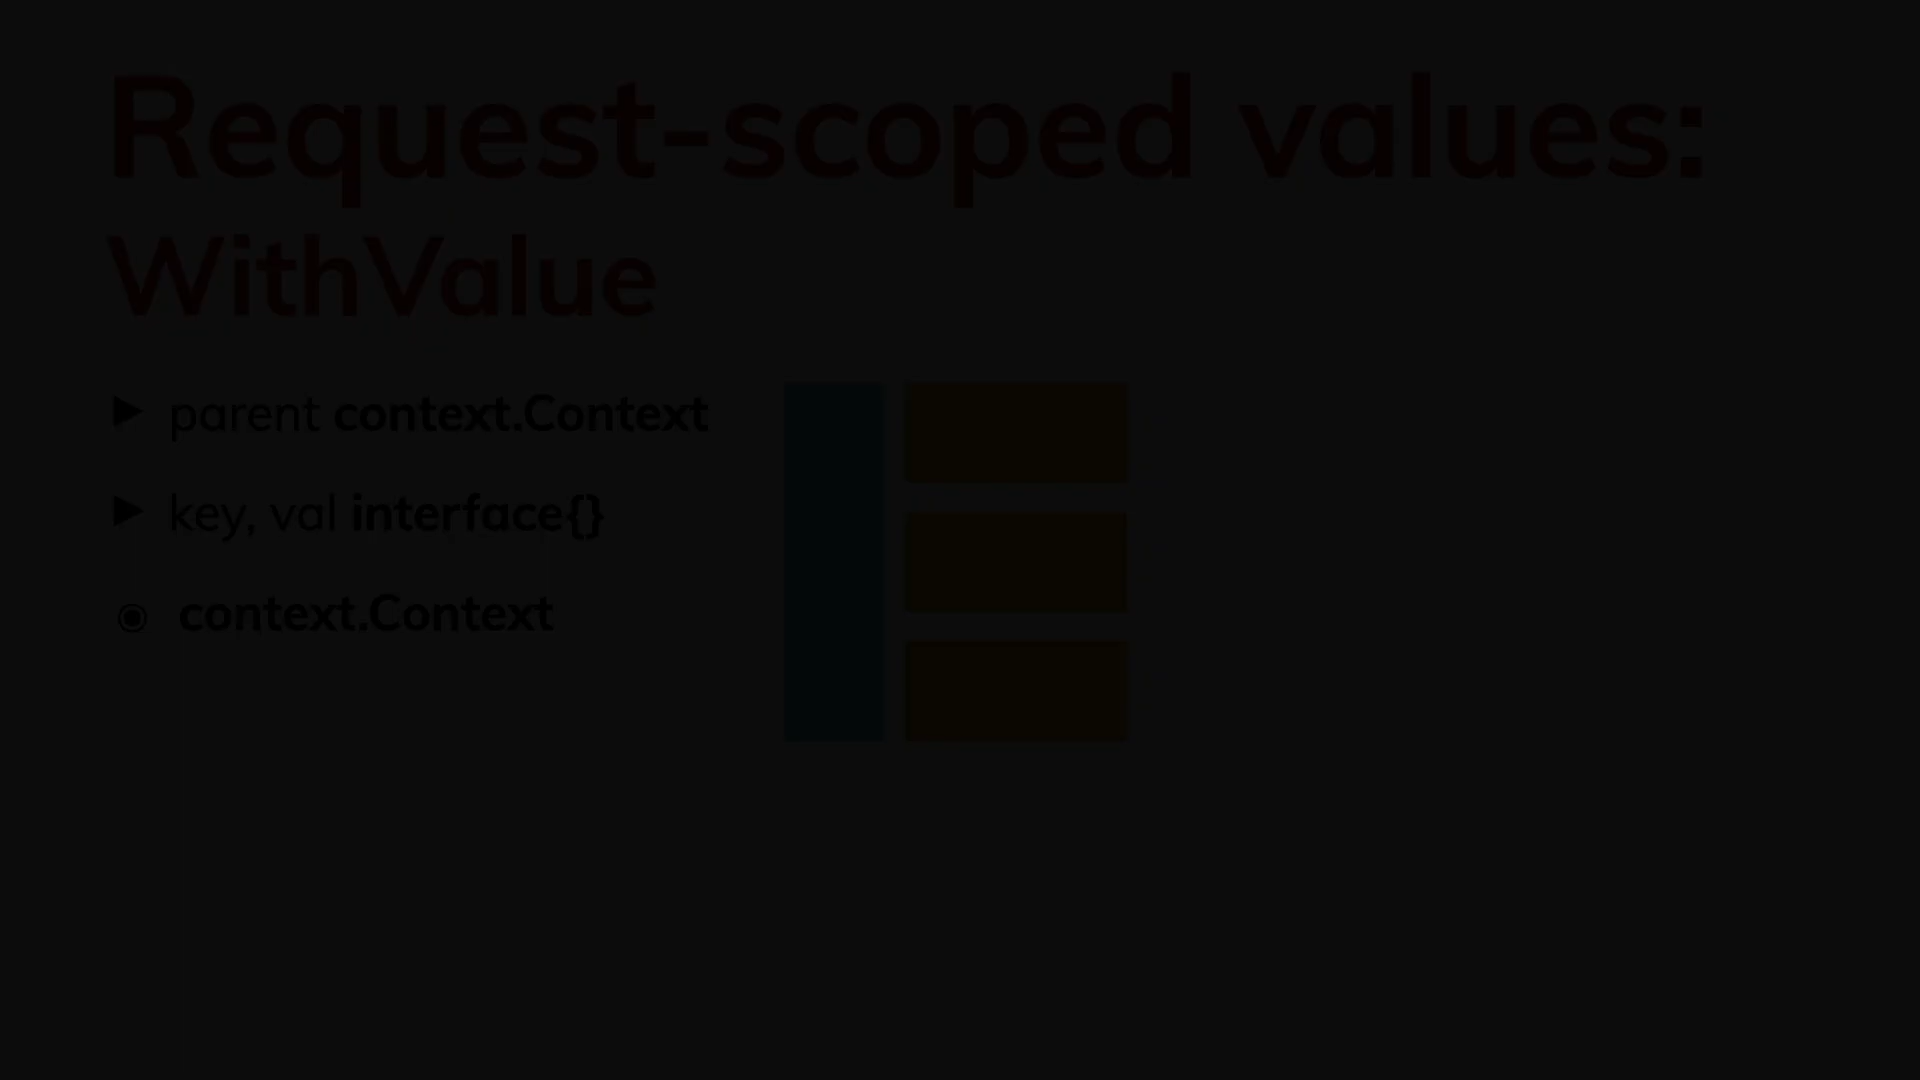 Request-scoped values:
WithValue
► parent context.Context
► key, val interface{}
◉ context.Context